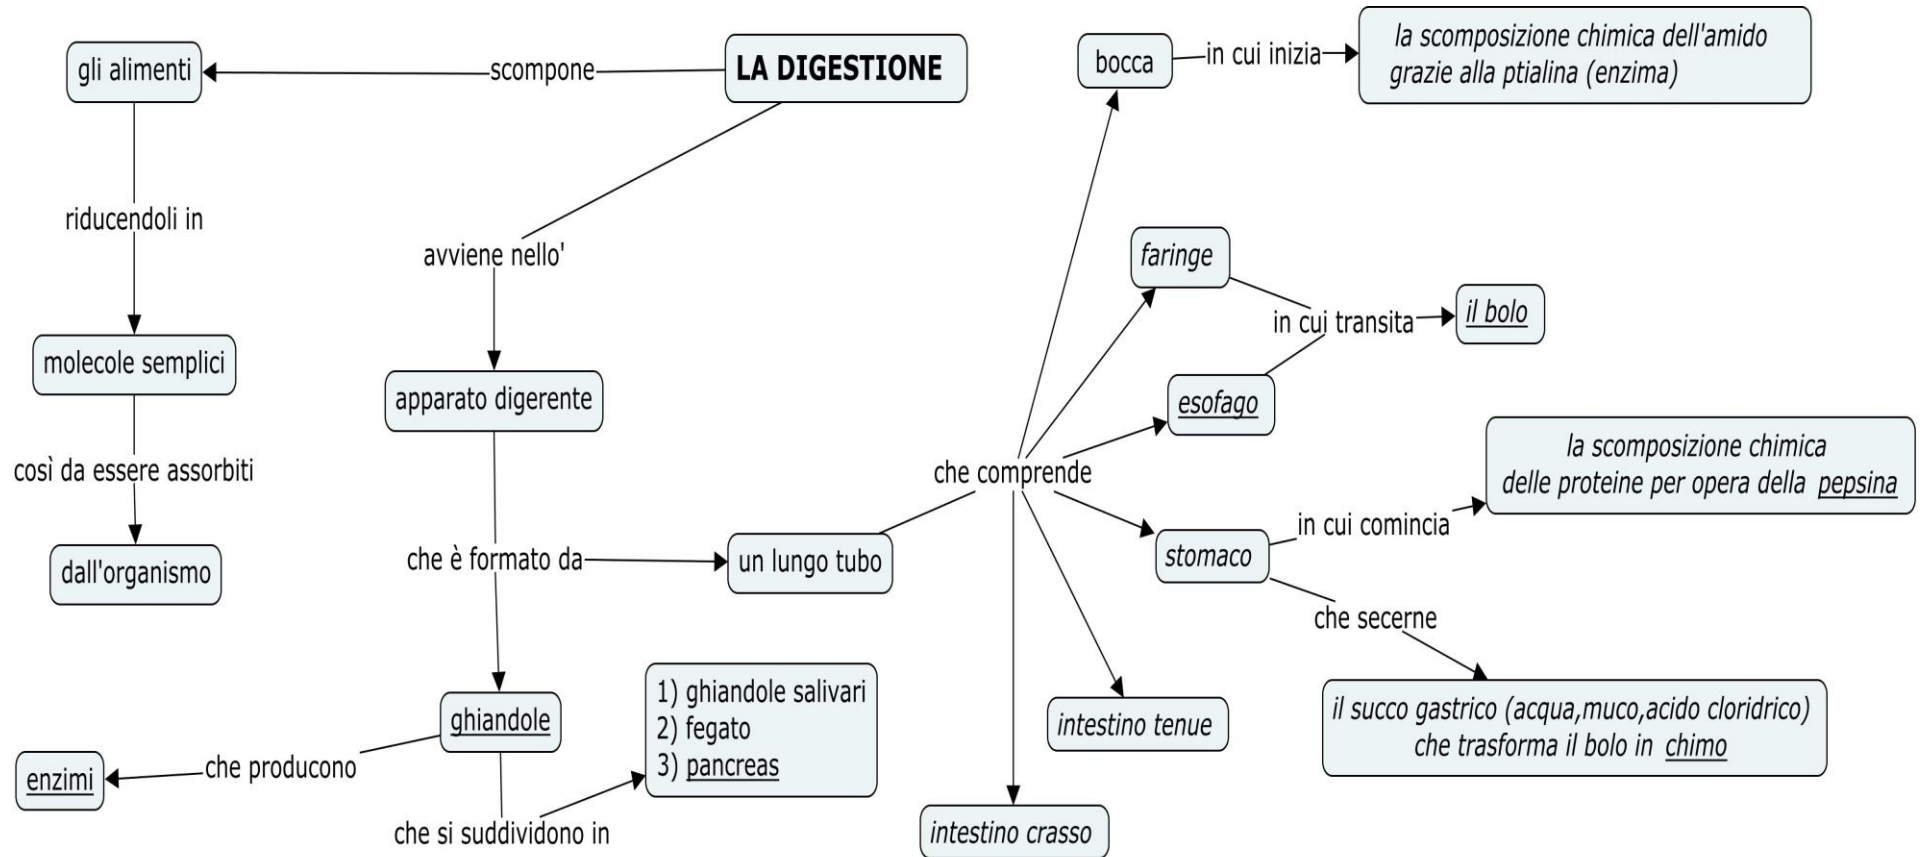 LA DIGESTIONE
scompone
gli alimenti
riducendoli in
molecole semplici
così da essere assorbiti
dall'organismo
avviene nello'
apparato digerente
che è formato da
un lungo tubo
ghiandole
che producono
enzimi
che si suddividono in
1) ghiandole salivari
2) fegato
3) pancreas
che comprende
bocca
in cui inizia
la scomposizione chimica dell'amido
grazie alla ptialina (enzima)
faringe
esofago
in cui transita
il bolo
stomaco
in cui comincia
la scomposizione chimica
delle proteine per opera della pepsina
che secerne
il succo gastrico (acqua,muco,acido cloridrico)
che trasforma il bolo in chimo
intestino tenue
intestino crasso